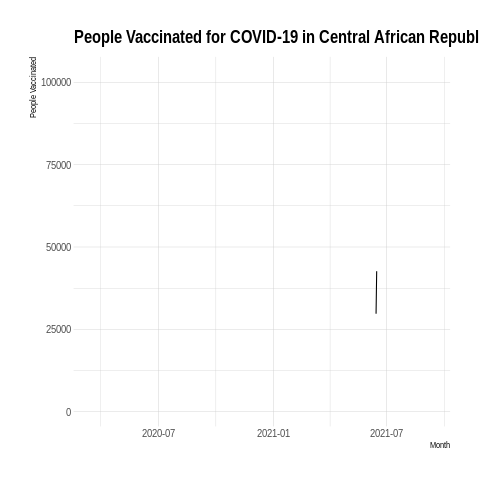 People Vaccinated for COVID-19 in Central African Republ
People Vaccinated
100000
75000
50000
25000
0
2020-07
2021-01
2021-07
Month